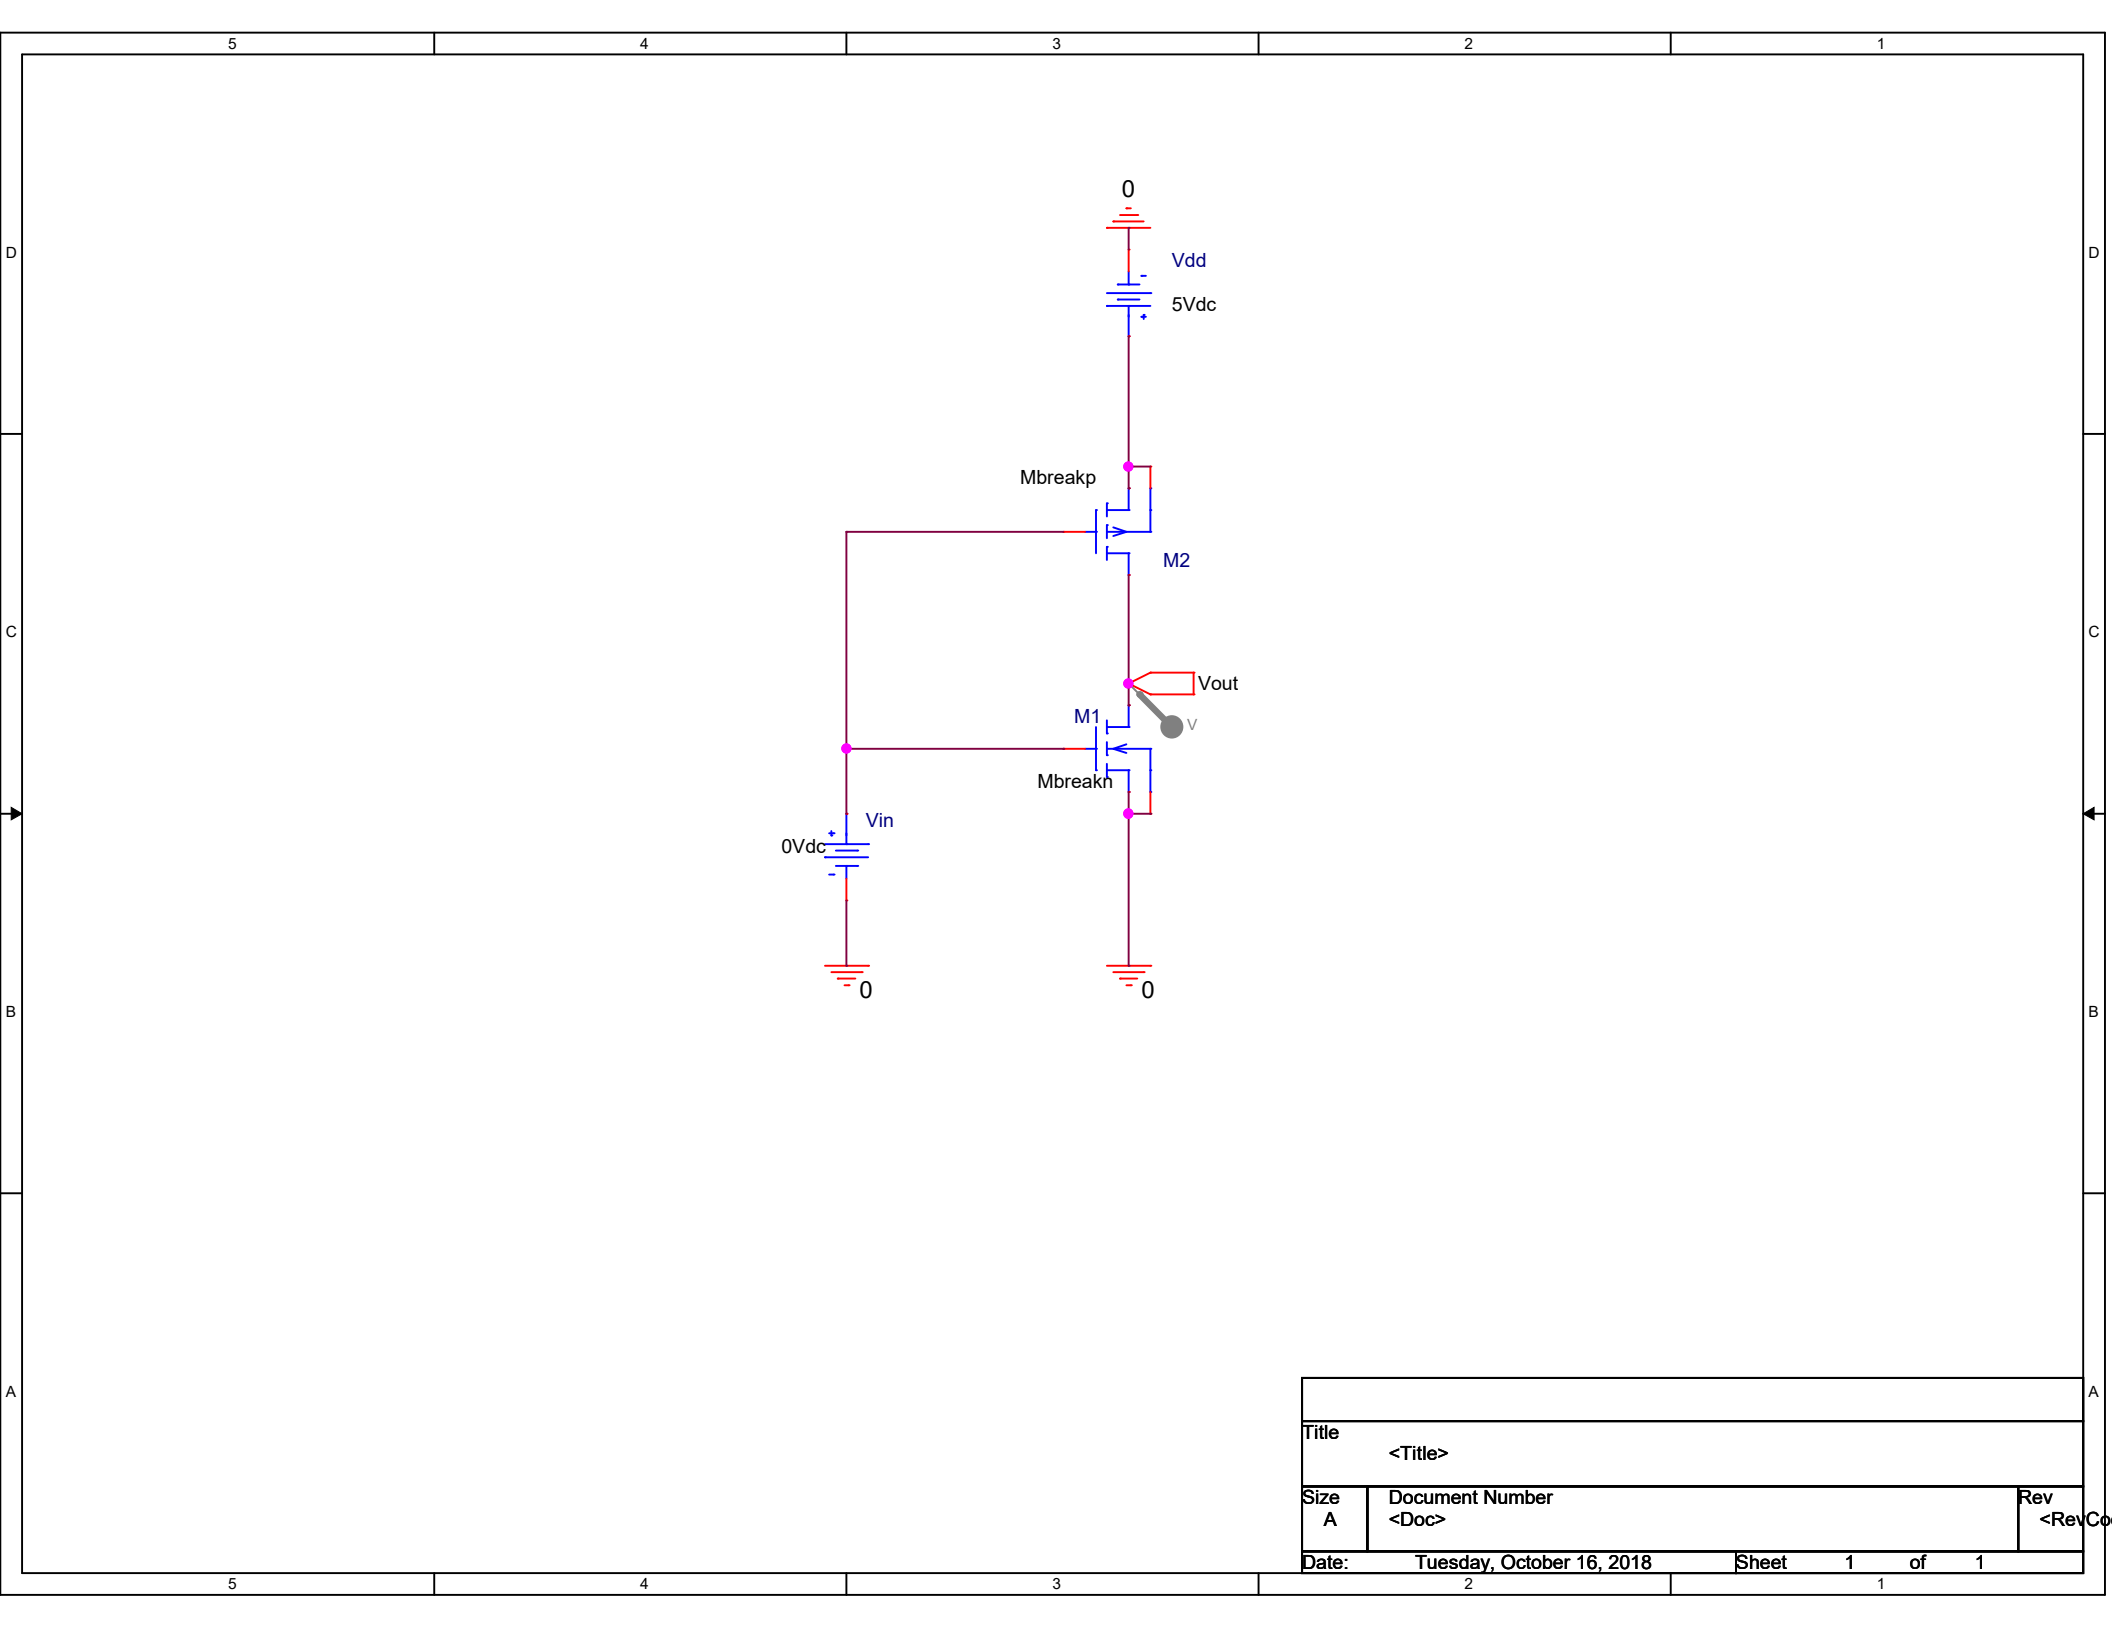 5 4 3 2 1
0
D D
Vdd
5Vdc
Mbreakp
M2
C C
Vout
M1
V
Mbreakn
Vin
0Vdc
0 0
B B
A A
Title
<Title>
Size Document Number Rev
A <Doc> <RevCo
Date: Tuesday, October 16, 2018 Sheet 1 of 1
5 4 3 2 1